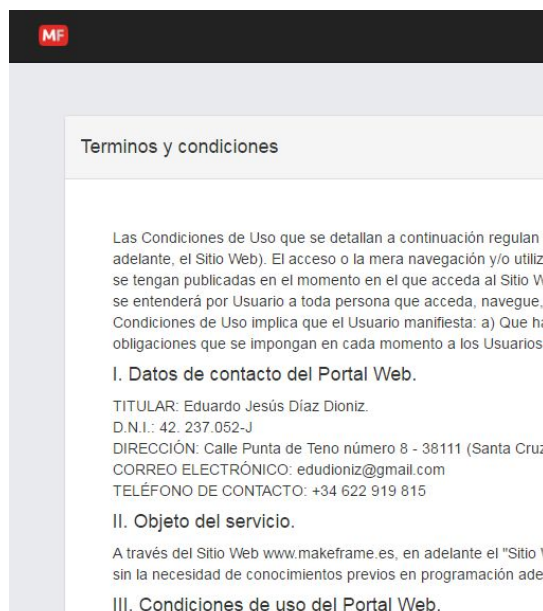 MF
Terminos y condiciones
Las Condiciones de Uso que se detallan a continuación regulan
adelante, el Sitio Web). El acceso o la mera navegación y/o utiliz
se tengan publicadas en el momento en el que acceda al Sitio W
se entenderá por Usuario a toda persona que acceda, navegue,
Condiciones de Uso implica que el Usuario manifiesta: a) Que ha
obligaciones que se impongan en cada momento a los Usuarios
I. Datos de contacto del Portal Web.
TITULAR: Eduardo Jesús Díaz Dioniz.
D.N.I.: 42. 237.052-J
DIRECCIÓN: Calle Punta de Teno número 8 - 38111 (Santa Cruz
CORREO ELECTRÓNICO: edudioniz@gmail.com
TELÉFONO DE CONTACTO: +34 622 919 815
II. Objeto del servicio.
A través del Sitio Web www.makeframe.es, en adelante el "Sitio W
sin la necesidad de conocimientos previos en programación ade
III. Condiciones de uso del Portal Web.